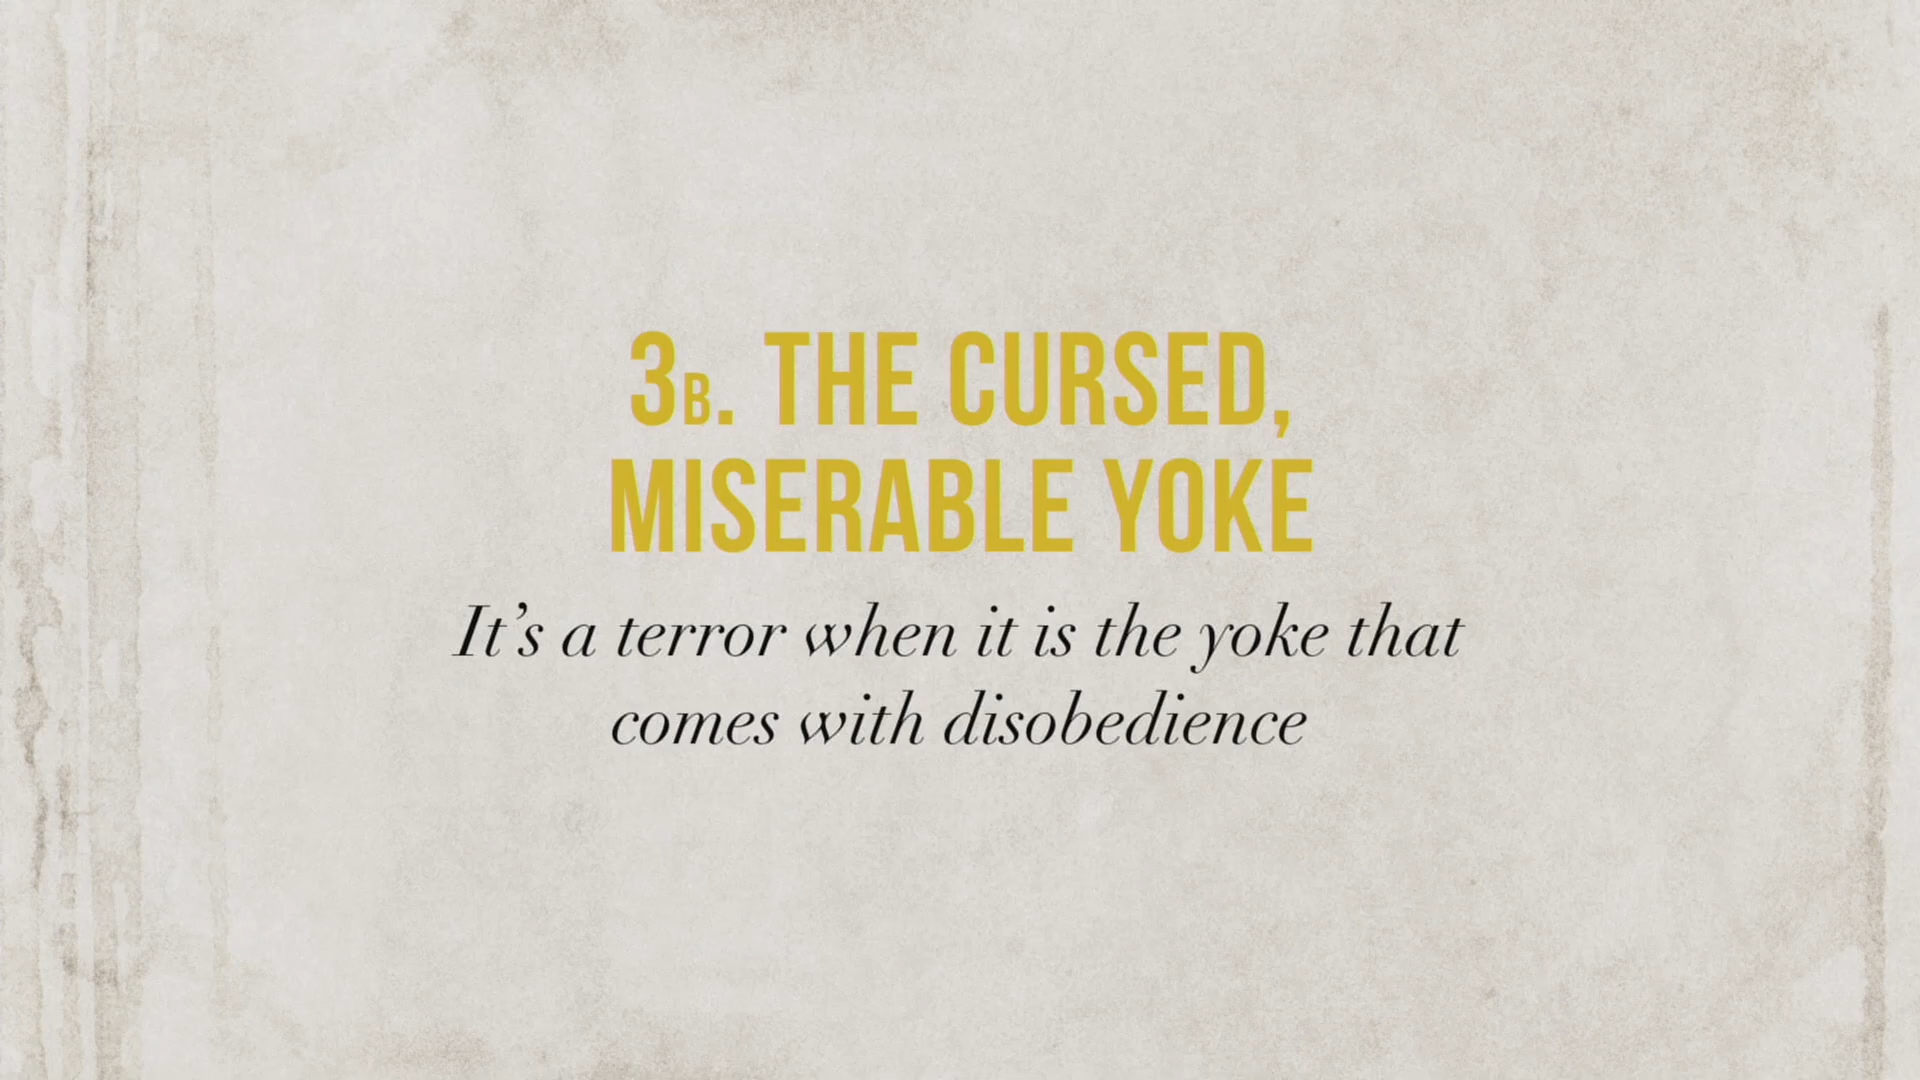 3B. THE CURSED,
MISERABLE YOKE
It’s a terror when it is the yoke that
comes with disobedience